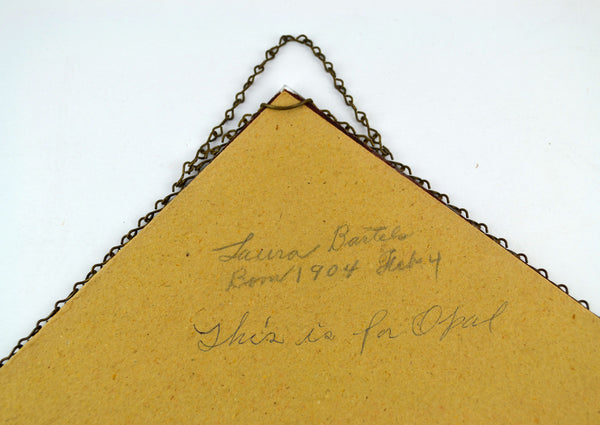 Laura Bartels
Born 1904 Feb 4
This is for Opal